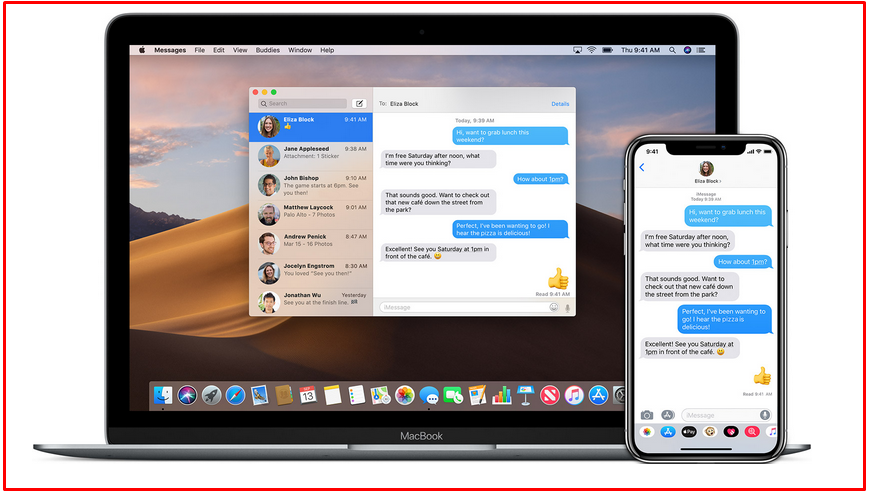 Messages File Edit View Buddies Window Help
Thu 9:41 AM
Search
To: Eliza Block
Details
Eliza Block 9:41 AM
Jane Appleseed 9:38 AM
Attachment: 1 Sticker
John Bishop 9:10 AM
The game starts at 6pm. See
you then!
Matthew Laycock 9:01 AM
Palo Alto - 7 Photos
Andrew Penick 8:47 AM
Mar 15 - 16 Photos
Jocelyn Engstrom 8:30 AM
You loved "See you then!"
Jonathan Wu Yesterday
See you at the finish line.
Today, 9:39 AM
Hi, want to grab lunch this
weekend?
I'm free Saturday after noon, what
time were you thinking?
How about 1pm?
That sounds good. Want to check out
that new café down the street from
the park?
Perfect, I've been wanting to go! I
hear the pizza is delicious!
Excellent! See you Saturday at 1pm in
front of the café. 😀
👍
Read 9:41 AM
iMessage
13
MacBook
9:41
Eliza Block
iMessage
Today 9:39 AM
Hi, want to grab lunch this
weekend?
I'm free Saturday after noon,
what time were you thinking?
How about 1pm?
That sounds good. Want to
check out that new café down
the street from the park?
Perfect, I've been wanting to
go! I hear the pizza is
delicious!
Excellent! See you Saturday at
1pm in front of the café. 😀
👍
Read 9:41 AM
iMessage
Pay